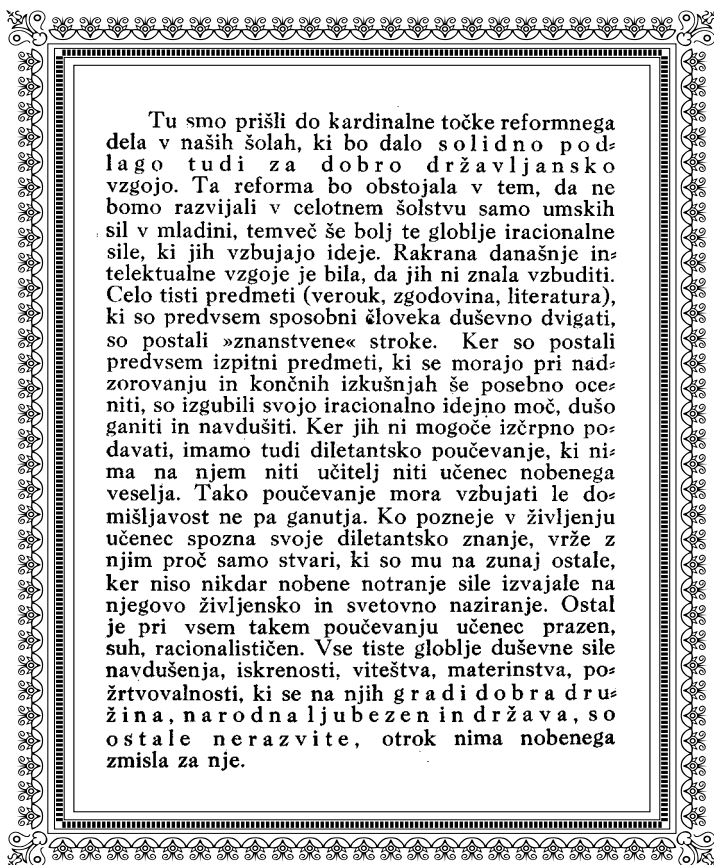 Tu smo prišli do kardinalne točke reformnega
dela v naših šolah, ki bo dalo solidno pod-
lago tudi za dobro državljansko
vzgojo. Ta reforma bo obstojala v tem, da ne
bomo razvijali v celotnem šolstvu samo umskih
sil v mladini, temveč še bolj te globlje iracionalne
sile, ki jih vzbujajo ideje. Rakrana današnje in-
telektualne vzgoje je bila, da jih ni znala vzbuditi.
Celo tisti predmeti (verouk, zgodovina, literatura),
ki so predvsem sposobni človeka duševno dvigati,
so postali »znanstvene« stroke. Ker so postali
predvsem izpitni predmeti, ki se morajo pri nad-
zorovanju in končnih izkušnjah še posebno oce-
niti, so izgubili svojo iracionalno idejno moč, dušo
ganiti in navdušiti. Ker jih ni mogoče izčrpno po-
davati, imamo tudi diletantsko poučevanje, ki ni-
ma na njem niti učitelj niti učenec nobenega
veselja. Tako poučevanje mora vzbujati le do-
mišljavost ne pa ganutja. Ko pozneje v življenju
učenec spozna svoje diletantsko znanje, vrže z
njim proč samo stvari, ki so mu na zunaj ostale,
ker niso nikdar nobene notranje sile izvajale na
njegovo življensko in svetovno naziranje. Ostal
je pri vsem takem poučevanju učenec prazen,
suh, racionalističen. Vse tiste globlje duševne sile
navdušenja, iskrenosti, viteštva, materinstva, po-
žrtvovalnosti, ki se na njih gradi dobra dru-
žina, narodna ljubezen in država, so
ostale nerazvite, otrok nima nobenega
zmisla za nje.